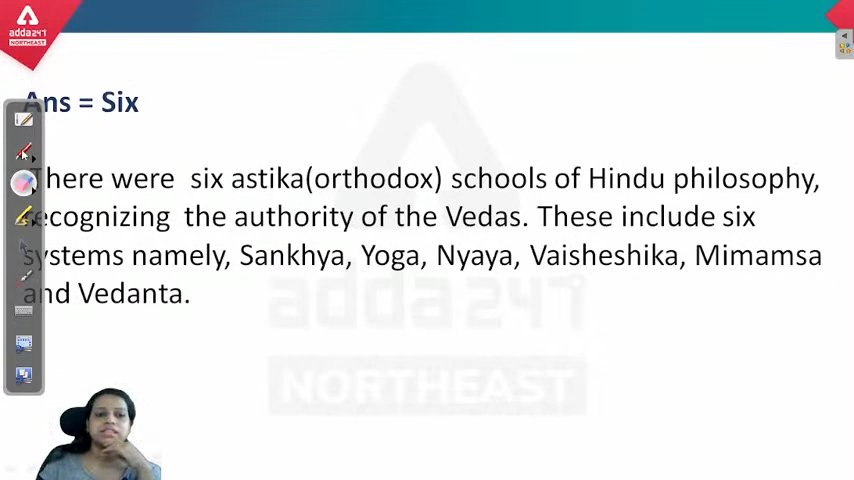 adda247
NORTHEAST
Ans = Six
There were six astika(orthodox) schools of Hindu philosophy,
recognizing the authority of the Vedas. These include six
systems namely, Sankhya, Yoga, Nyaya, Vaisheshika, Mimamsa
and Vedanta.
adda247
NORTHEAST